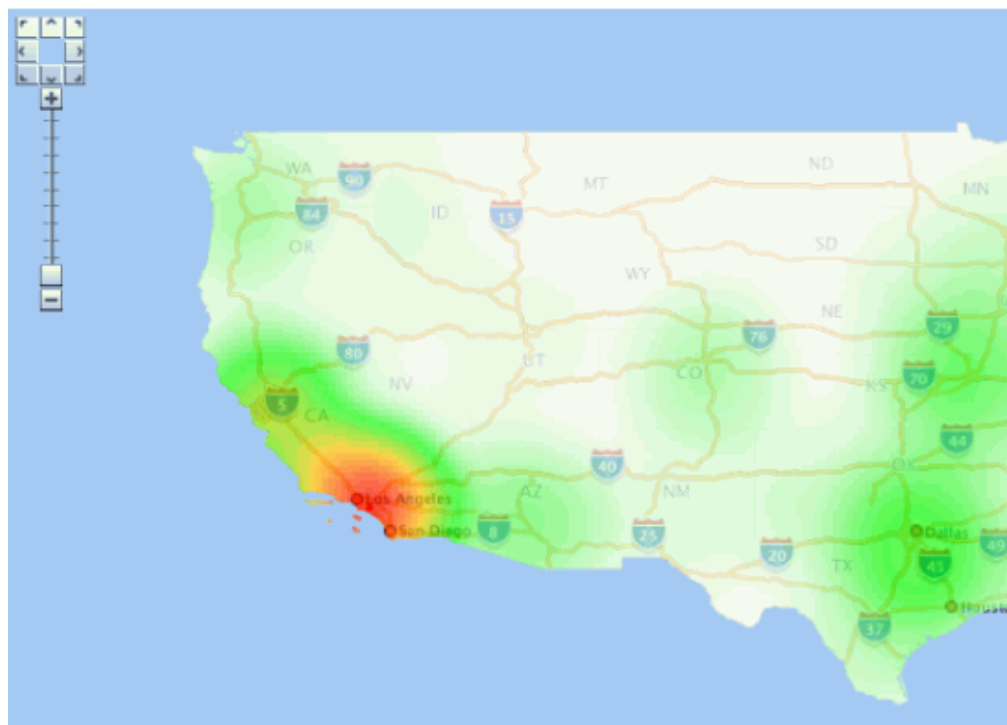 WA
90
MT
ND
MN
84
ID
15
OR
SD
WY
NE
29
76
80
UT
CO
70
NV
KS
5
CA
44
OK
40
AZ
NM
Los Angeles
San Diego
8
25
Dallas
49
20
TX
45
Houst
37